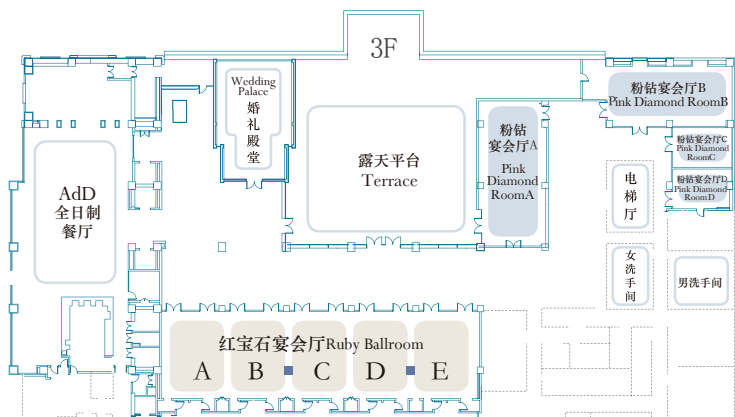 3F
Wedding
Palace
婚
礼
殿
堂
AdD
全日制
餐厅
露天平台
Terrace
粉钻
宴会厅A
Pink
Diamond
RoomA
粉钻宴会厅B
Pink Diamond RoomB
粉钻宴会厅C
Pink Diamond
RoomC
粉钻宴会厅D
Pink Diamond
RoomD
电
梯
厅
女
洗
手
间
男洗手间
红宝石宴会厅Ruby Ballroom
A B C D E